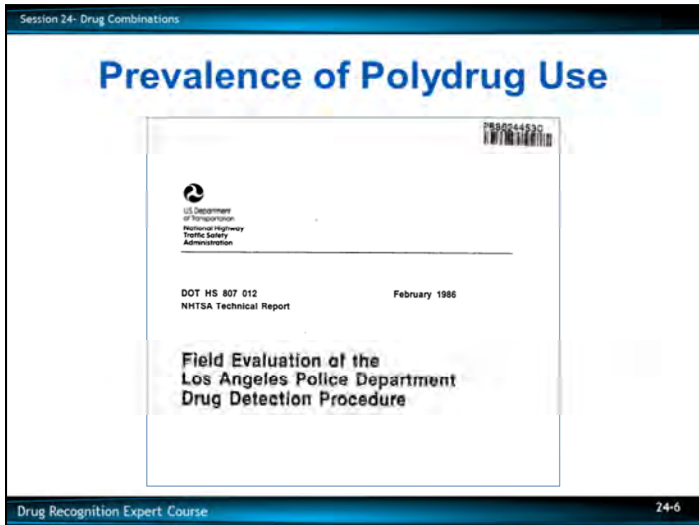 Session 24- Drug Combinations
Prevalence of Polydrug Use
U.S. Department
of Transportation
National Highway
Traffic Safety
Administration
DOT HS 807 012 February 1986
NHTSA Technical Report
Field Evaluation of the
Los Angeles Police Department
Drug Detection Procedure
Drug Recognition Expert Course 24-6